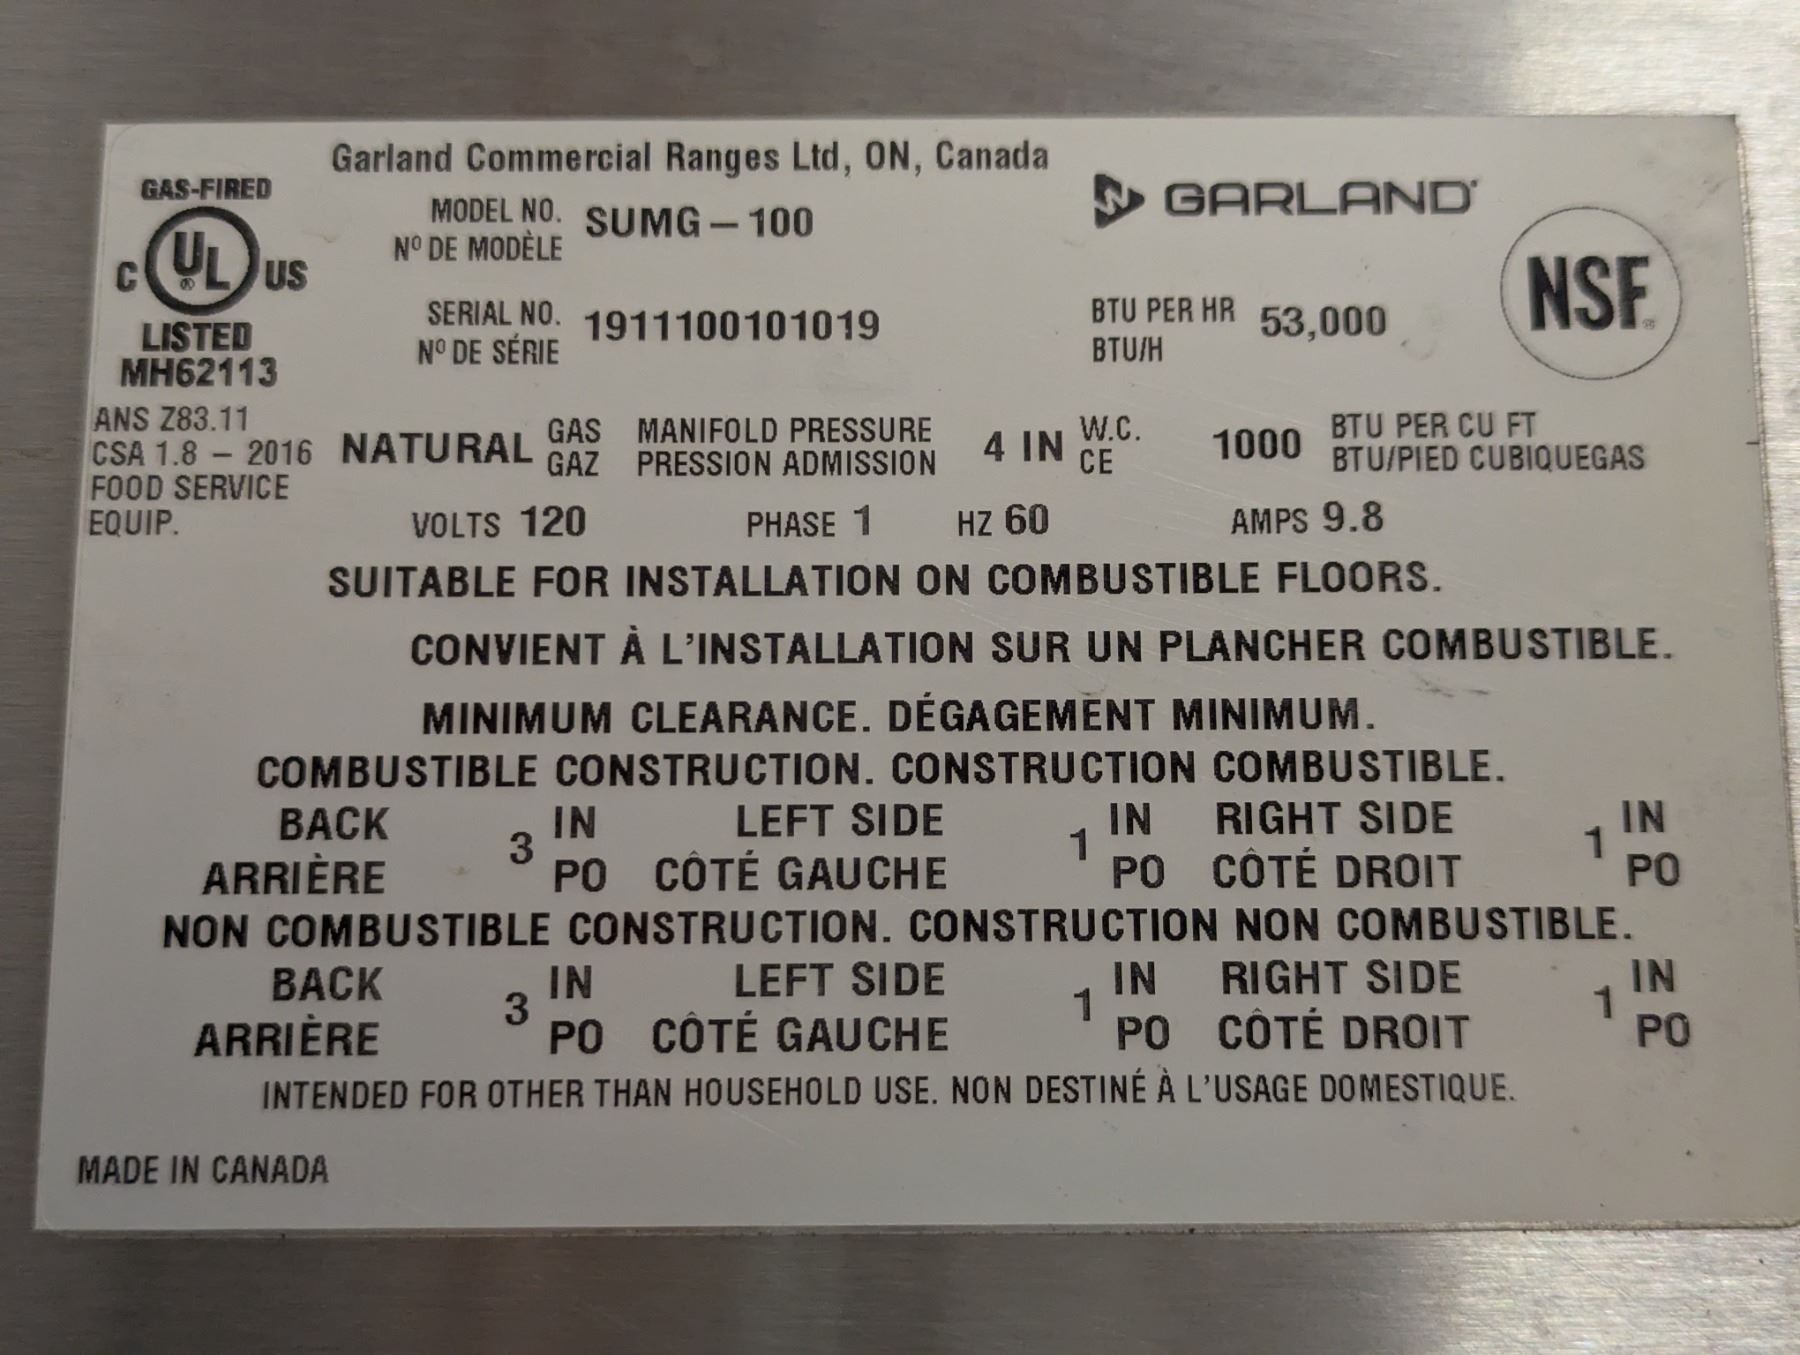 Garland Commercial Ranges Ltd, ON, Canada
GAS-FIRED
C UL® US
LISTED
MH62113
MODEL NO. SUMG – 100
Nº DE MODÈLE
GARLAND
NSF®
SERIAL NO. 1911100101019
Nº DE SÉRIE
BTU PER HR 53,000
BTU/H
ANS Z83.11
CSA 1.8 – 2016
FOOD SERVICE
EQUIP.
NATURAL GAS MANIFOLD PRESSURE 4 IN W.C. 1000 BTU PER CU FT
GAZ PRESSION ADMISSION CE BTU/PIED CUBIQUEGAS
VOLTS 120 PHASE 1 HZ 60 AMPS 9.8
SUITABLE FOR INSTALLATION ON COMBUSTIBLE FLOORS.
CONVIENT À L'INSTALLATION SUR UN PLANCHER COMBUSTIBLE.
MINIMUM CLEARANCE. DÉGAGEMENT MINIMUM.
COMBUSTIBLE CONSTRUCTION. CONSTRUCTION COMBUSTIBLE.
BACK 3 IN LEFT SIDE 1 IN RIGHT SIDE 1 IN
ARRIÈRE PO CÔTÉ GAUCHE PO CÔTÉ DROIT PO
NON COMBUSTIBLE CONSTRUCTION. CONSTRUCTION NON COMBUSTIBLE.
BACK 3 IN LEFT SIDE 1 IN RIGHT SIDE 1 IN
ARRIÈRE PO CÔTÉ GAUCHE PO CÔTÉ DROIT PO
INTENDED FOR OTHER THAN HOUSEHOLD USE. NON DESTINÉ À L'USAGE DOMESTIQUE.
MADE IN CANADA